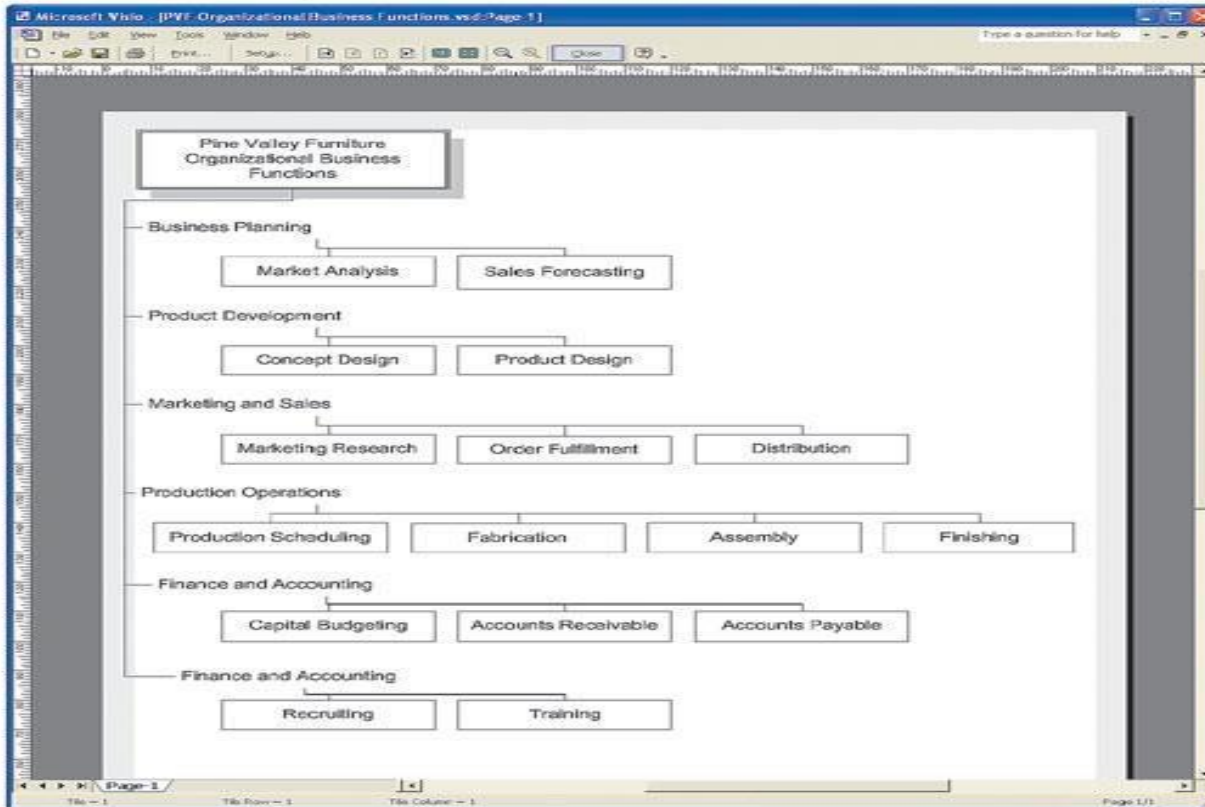 Microsoft Visio - [PVF Organizational Business Functions.vsd:Page-1]
File Edit View Tools Window Help
Type a question for help
Print... Setup... Close
Pine Valley Furniture
Organizational Business
Functions
Business Planning
Market Analysis
Sales Forecasting
Product Development
Concept Design
Product Design
Marketing and Sales
Marketing Research
Order Fulfillment
Distribution
Production Operations
Production Scheduling
Fabrication
Assembly
Finishing
Finance and Accounting
Capital Budgeting
Accounts Receivable
Accounts Payable
Finance and Accounting
Recruiting
Training
Page-1
Tile = 1 Tile Row = 1 Tile Column = 1 Page 1/1